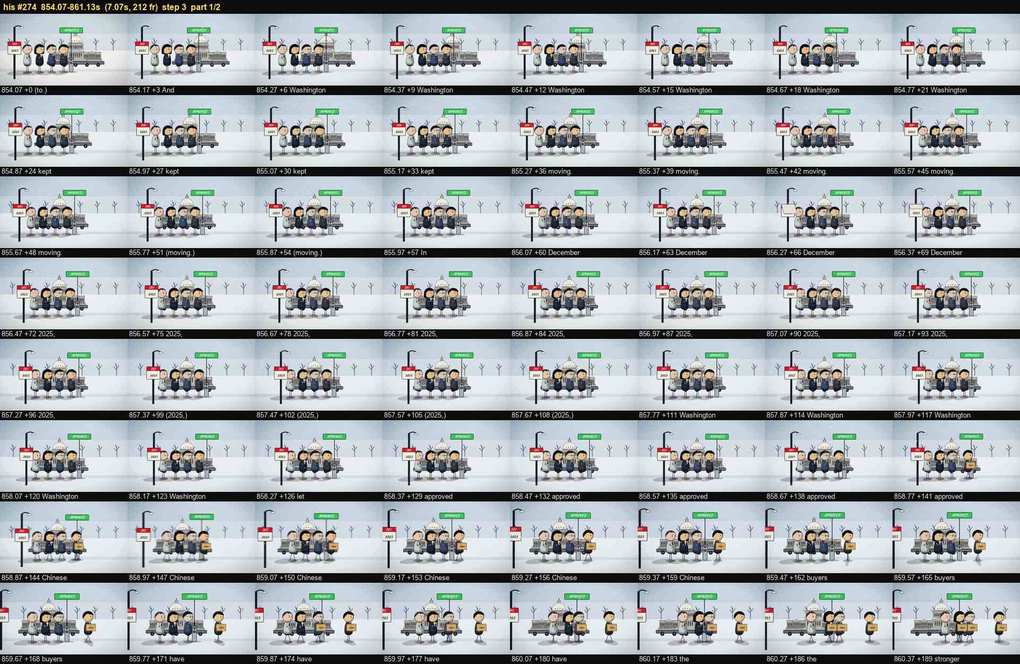 his #274 854.07-861.13s (7.07s, 212 fr) step 3 part 1/2
854.07 +0 (to.) 854.17 +3 And 854.27 +6 Washington 854.37 +9 Washington 854.47 +12 Washington 854.57 +15 Washington 854.67 +18 Washington 854.77 +21 Washington
854.87 +24 kept 854.97 +27 kept 855.07 +30 kept 855.17 +33 kept 855.27 +36 moving. 855.37 +39 moving. 855.47 +42 moving. 855.57 +45 moving.
855.67 +48 moving. 855.77 +51 (moving.) 855.87 +54 (moving.) 855.97 +57 In 856.07 +60 December 856.17 +63 December 856.27 +66 December 856.37 +69 December
856.47 +72 2025, 856.57 +75 2025, 856.67 +78 2025, 856.77 +81 2025, 856.87 +84 2025, 856.97 +87 2025, 857.07 +90 2025, 857.17 +93 2025,
857.27 +96 2025, 857.37 +99 (2025,) 857.47 +102 (2025,) 857.57 +105 (2025,) 857.67 +108 (2025,) 857.77 +111 Washington 857.87 +114 Washington 857.97 +117 Washington
858.07 +120 Washington 858.17 +123 Washington 858.27 +126 let 858.37 +129 approved 858.47 +132 approved 858.57 +135 approved 858.67 +138 approved 858.77 +141 approved
858.87 +144 Chinese 858.97 +147 Chinese 859.07 +150 Chinese 859.17 +153 Chinese 859.27 +156 Chinese 859.37 +159 Chinese 859.47 +162 buyers 859.57 +165 buyers
859.67 +168 buyers 859.77 +171 have 859.87 +174 have 859.97 +177 have 860.07 +180 have 860.17 +183 the 860.27 +186 the 860.37 +189 stronger